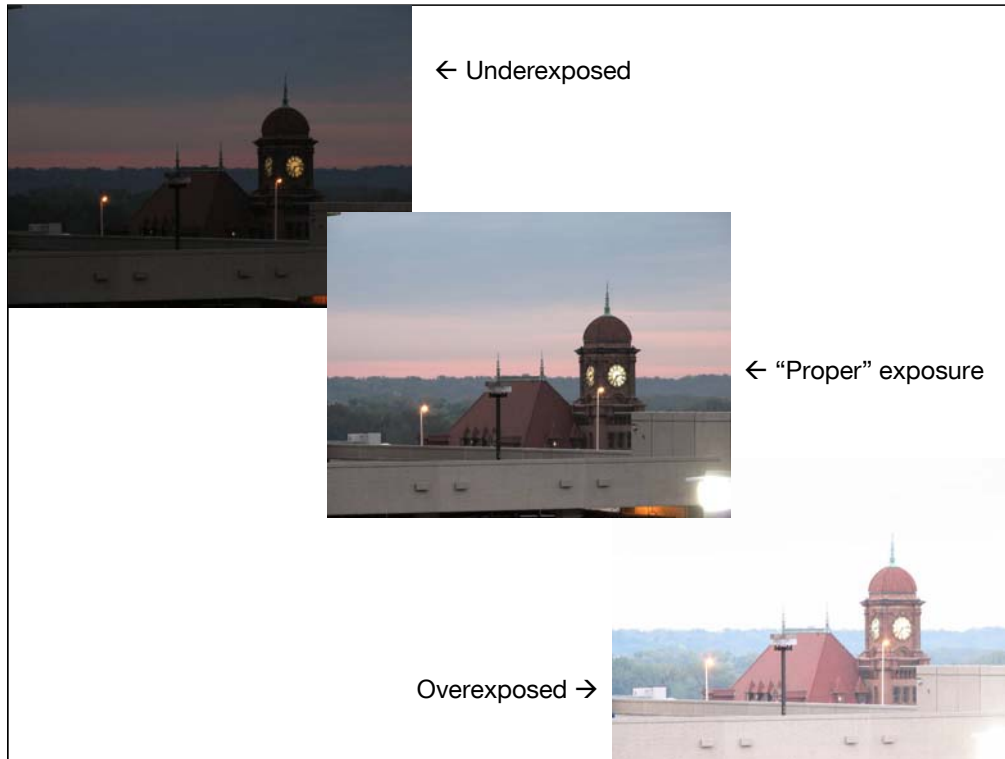 ← Underexposed
← “Proper” exposure
Overexposed →